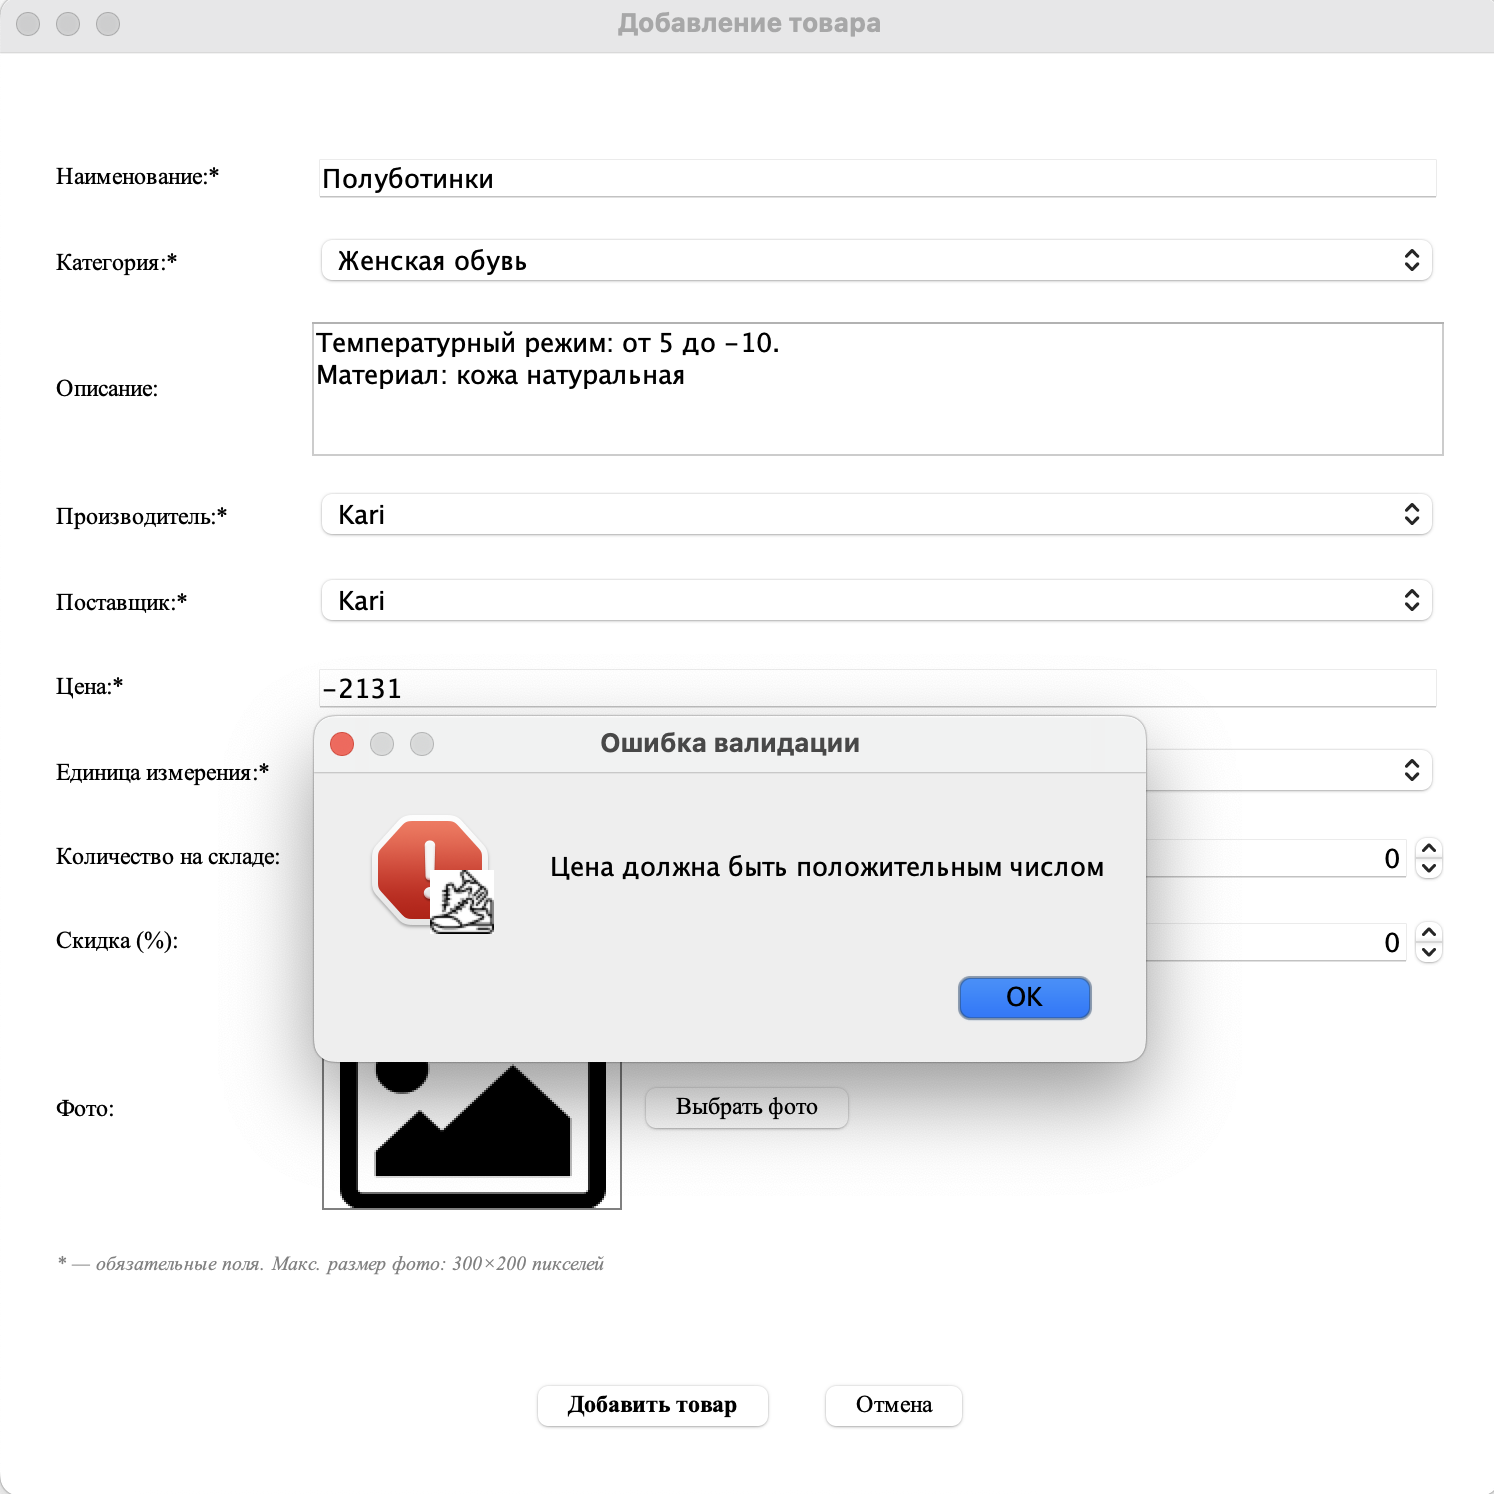 Добавление товара
Наименование:*
Полуботинки
Категория:*
Женская обувь
Описание:
Температурный режим: от 5 до -10.
Материал: кожа натуральная
Производитель:*
Kari
Поставщик:*
Kari
Цена:*
-2131
Ошибка валидации
Единица измерения:*
Цена должна быть положительным числом
Количество на складе:
0
Скидка (%):
0
OK
Фото:
Выбрать фото
* — обязательные поля. Макс. размер фото: 300×200 пикселей
Добавить товар
Отмена